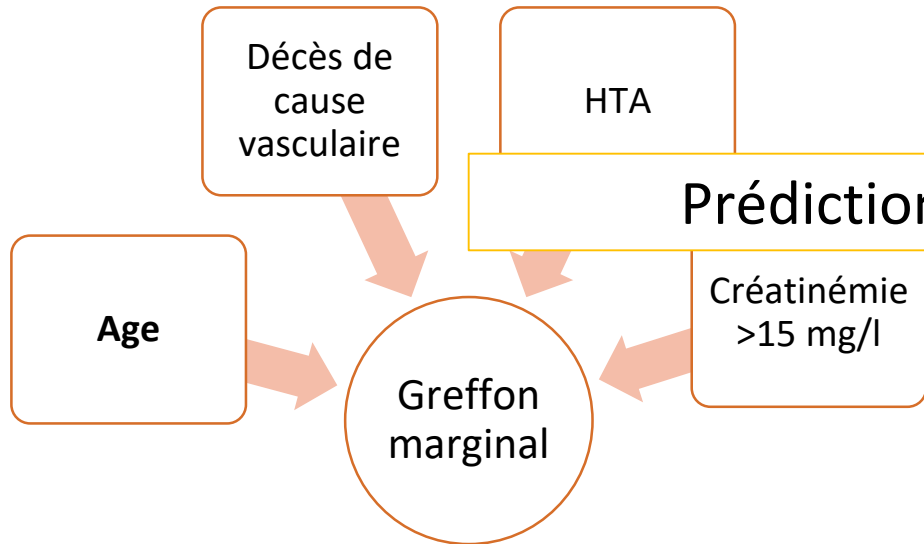 Décès de
cause
vasculaire
HTA
Prédiction
Age
Créatinémie
>15 mg/l
Greffon
marginal